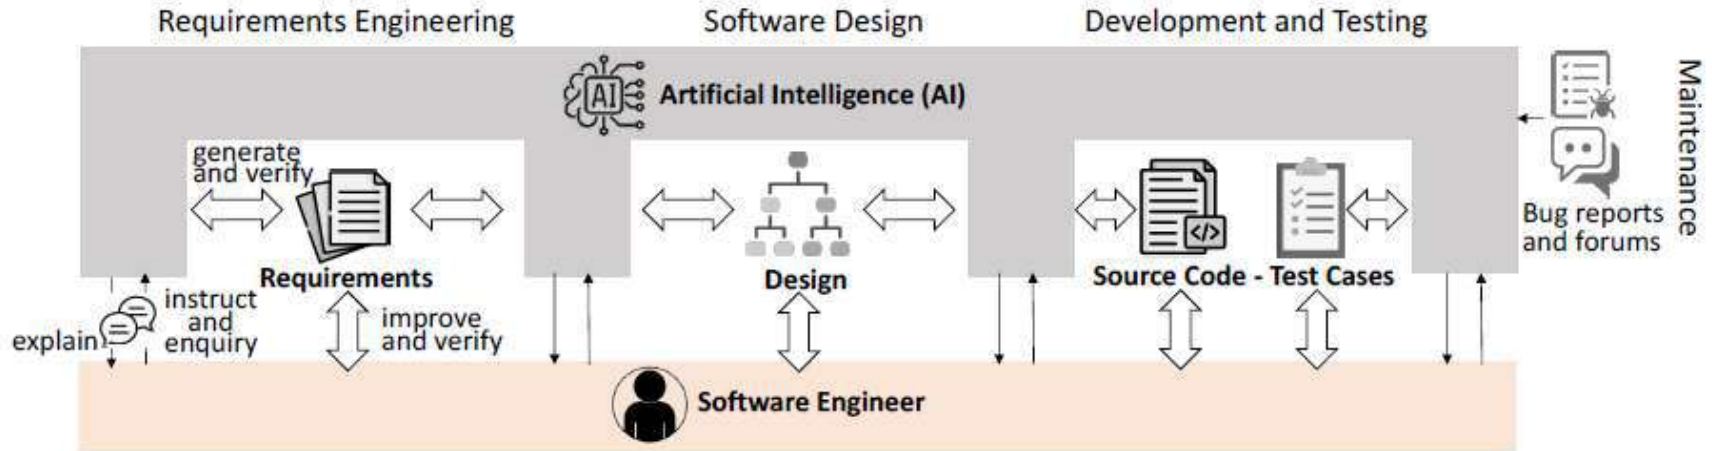 Requirements Engineering
Software Design
Development and Testing
Maintenance
AI
Artificial Intelligence (AI)
generate
and verify
Requirements
Design
</>
Source Code - Test Cases
Bug reports
and forums
explain
instruct
and
enquiry
improve
and verify
Software Engineer